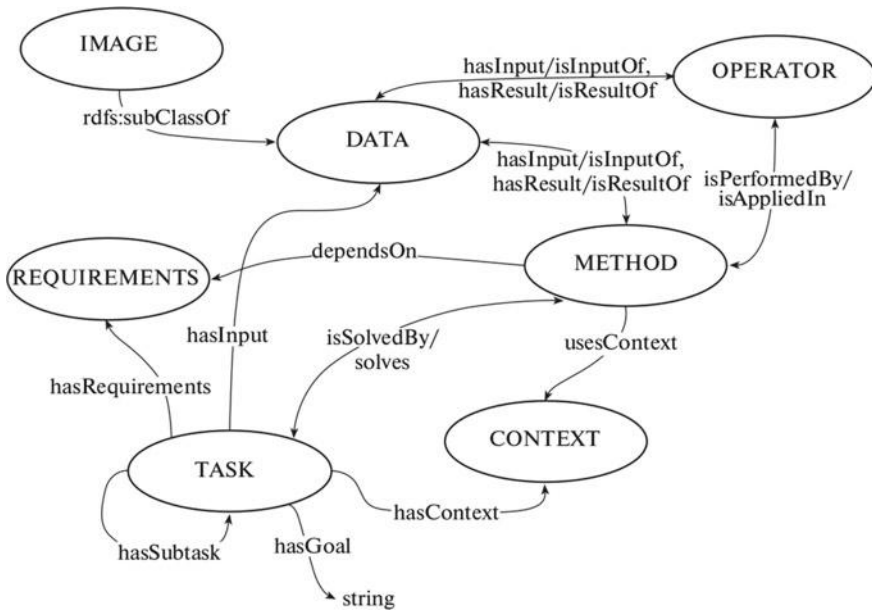 IMAGE
hasInput/isInputOf,
hasResult/isResultOf
OPERATOR
rdfs:subClassOf
DATA
hasInput/isInputOf,
hasResult/isResultOf
isPerformedBy/
isAppliedIn
dependsOn
METHOD
REQUIREMENTS
hasInput
isSolvedBy/
solves
usesContext
hasRequirements
CONTEXT
TASK
hasContext
hasSubtask
hasGoal
string